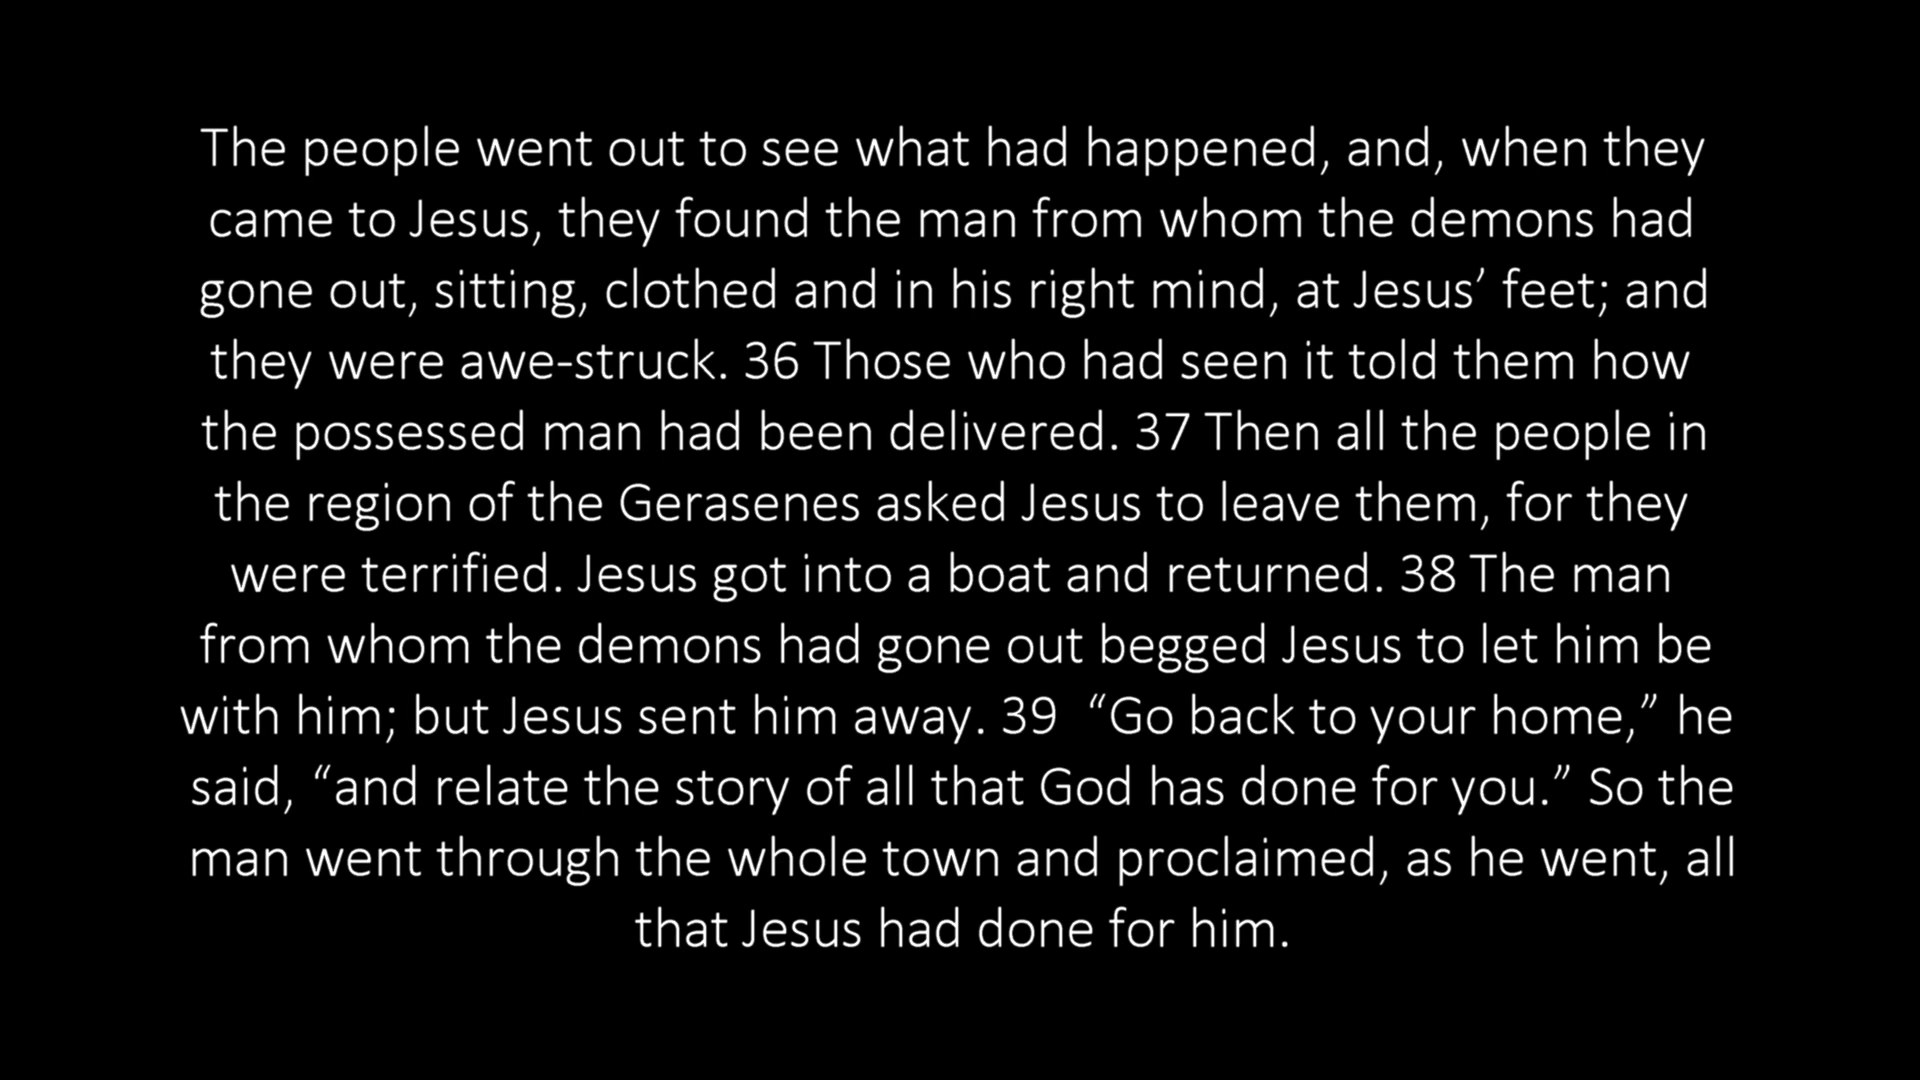 The people went out to see what had happened, and, when they
came to Jesus, they found the man from whom the demons had
gone out, sitting, clothed and in his right mind, at Jesus’ feet; and
they were awe-struck. 36 Those who had seen it told them how
the possessed man had been delivered. 37 Then all the people in
the region of the Gerasenes asked Jesus to leave them, for they
were terrified. Jesus got into a boat and returned. 38 The man
from whom the demons had gone out begged Jesus to let him be
with him; but Jesus sent him away. 39  “Go back to your home,” he
said, “and relate the story of all that God has done for you.” So the
man went through the whole town and proclaimed, as he went, all
that Jesus had done for him.